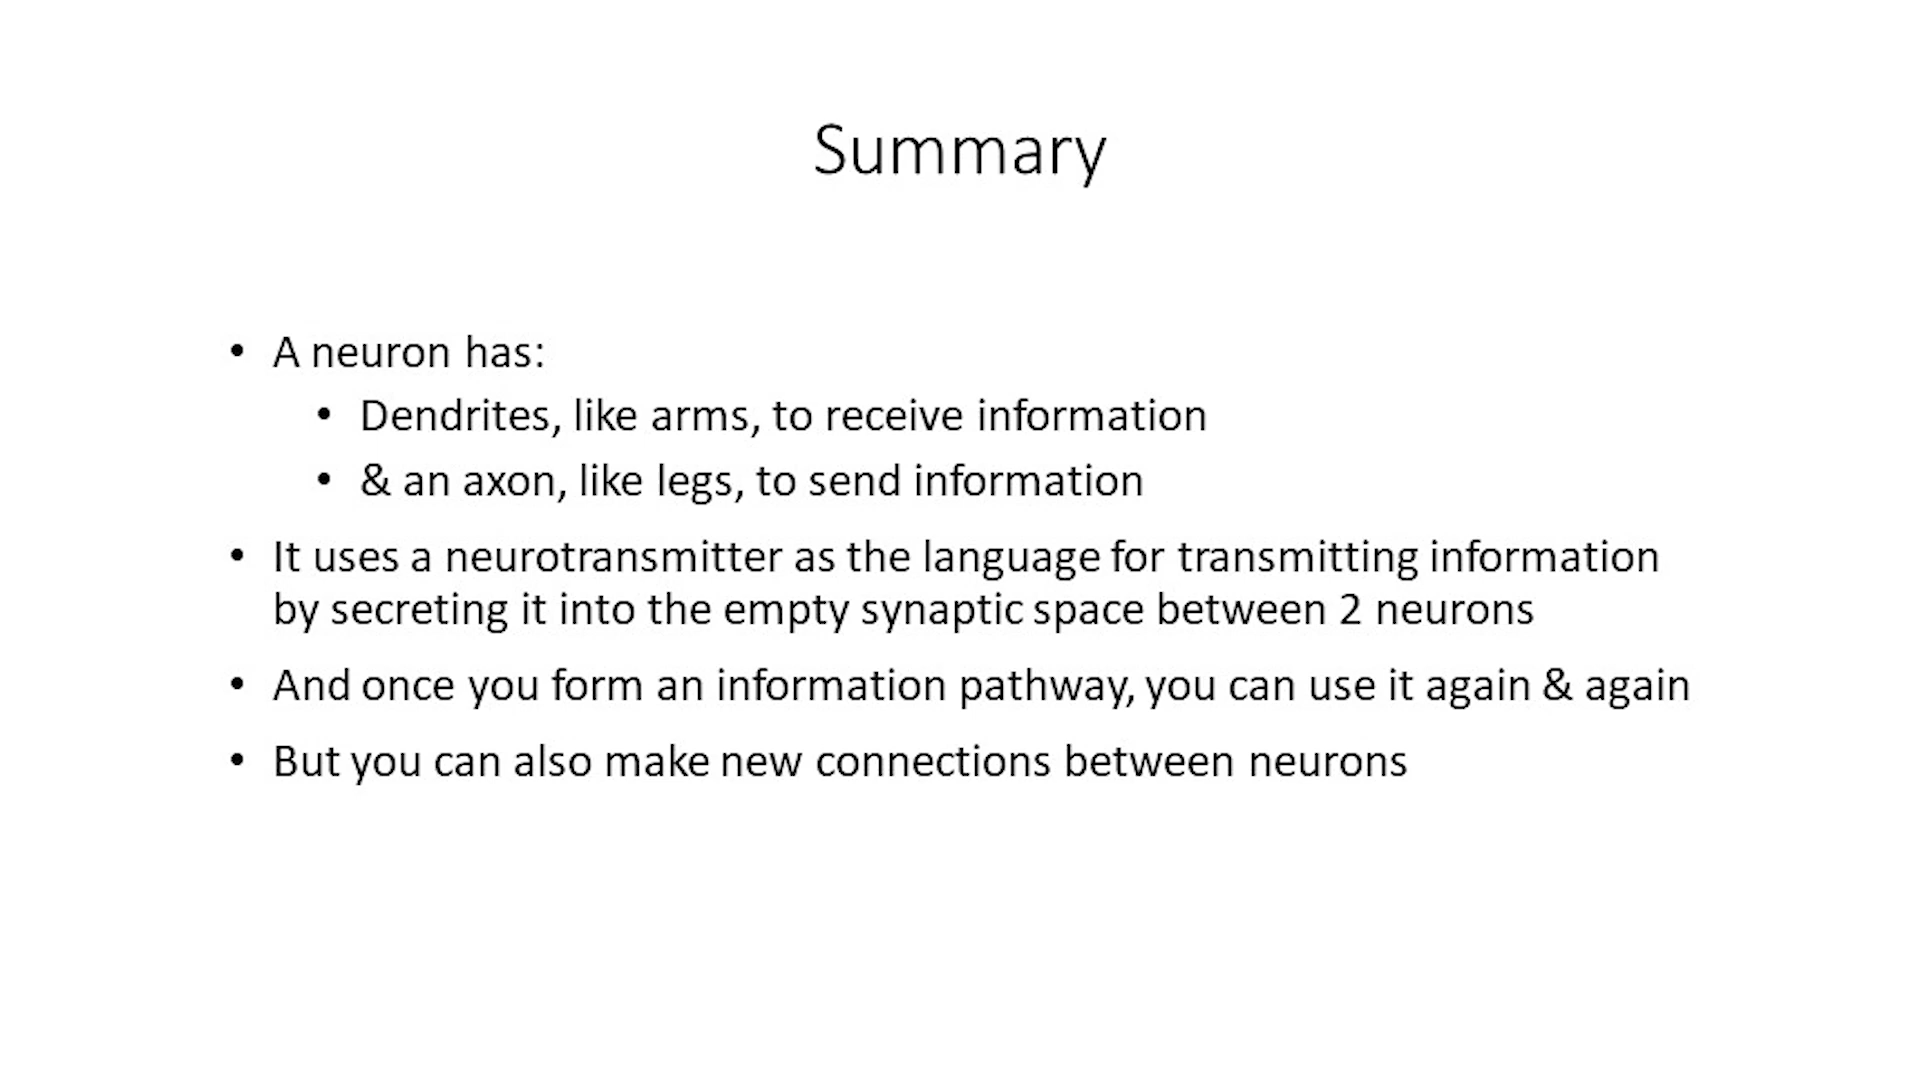 Summary
• A neuron has:
• Dendrites, like arms, to receive information
• & an axon, like legs, to send information
• It uses a neurotransmitter as the language for transmitting information
by secreting it into the empty synaptic space between 2 neurons
• And once you form an information pathway, you can use it again & again
• But you can also make new connections between neurons